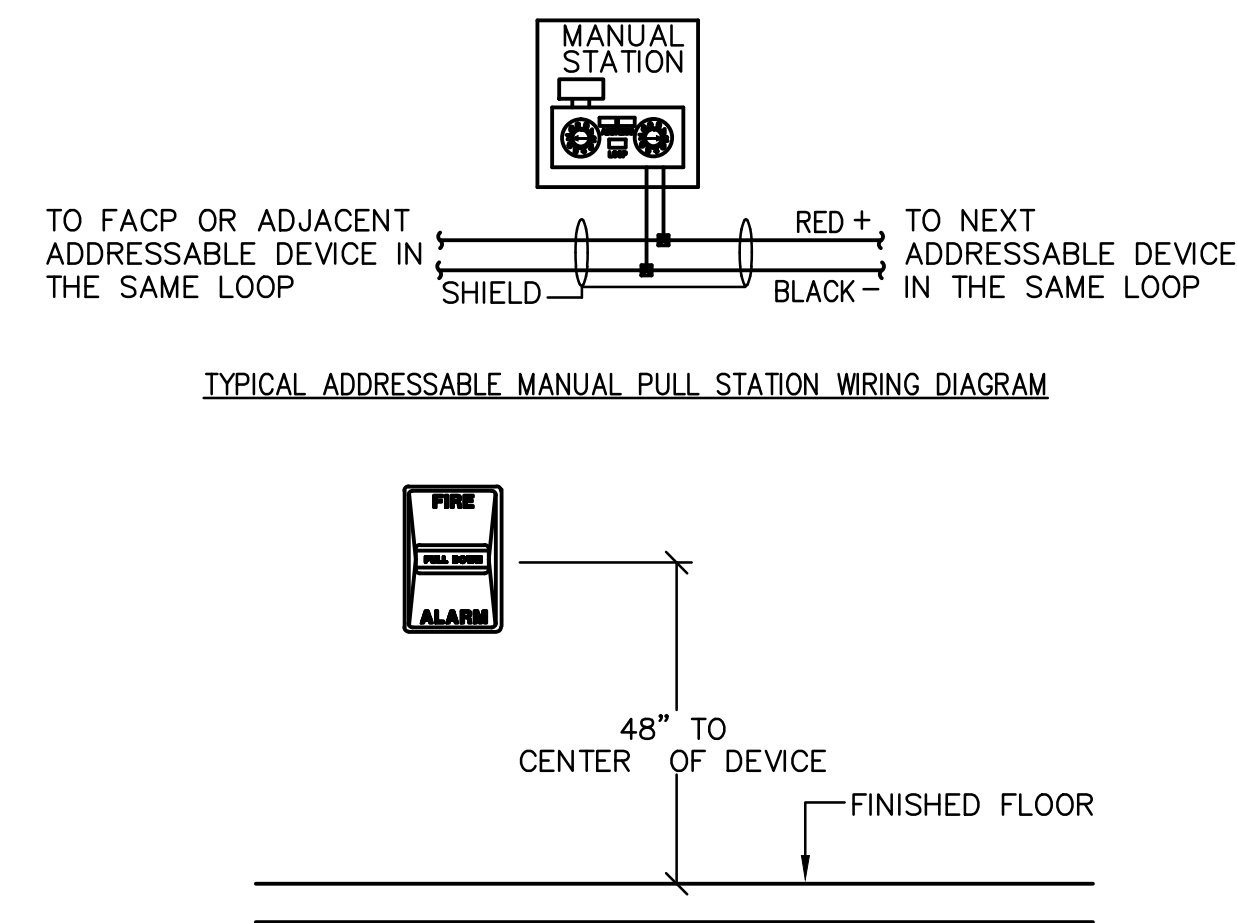 MANUAL
STATION
LOOP
TO FACP OR ADJACENT
ADDRESSABLE DEVICE IN
THE SAME LOOP
SHIELD
RED +
BLACK −
TO NEXT
ADDRESSABLE DEVICE
IN THE SAME LOOP
TYPICAL ADDRESSABLE MANUAL PULL STATION WIRING DIAGRAM
FIRE
PULL DOWN
ALARM
48” TO
CENTER OF DEVICE
FINISHED FLOOR